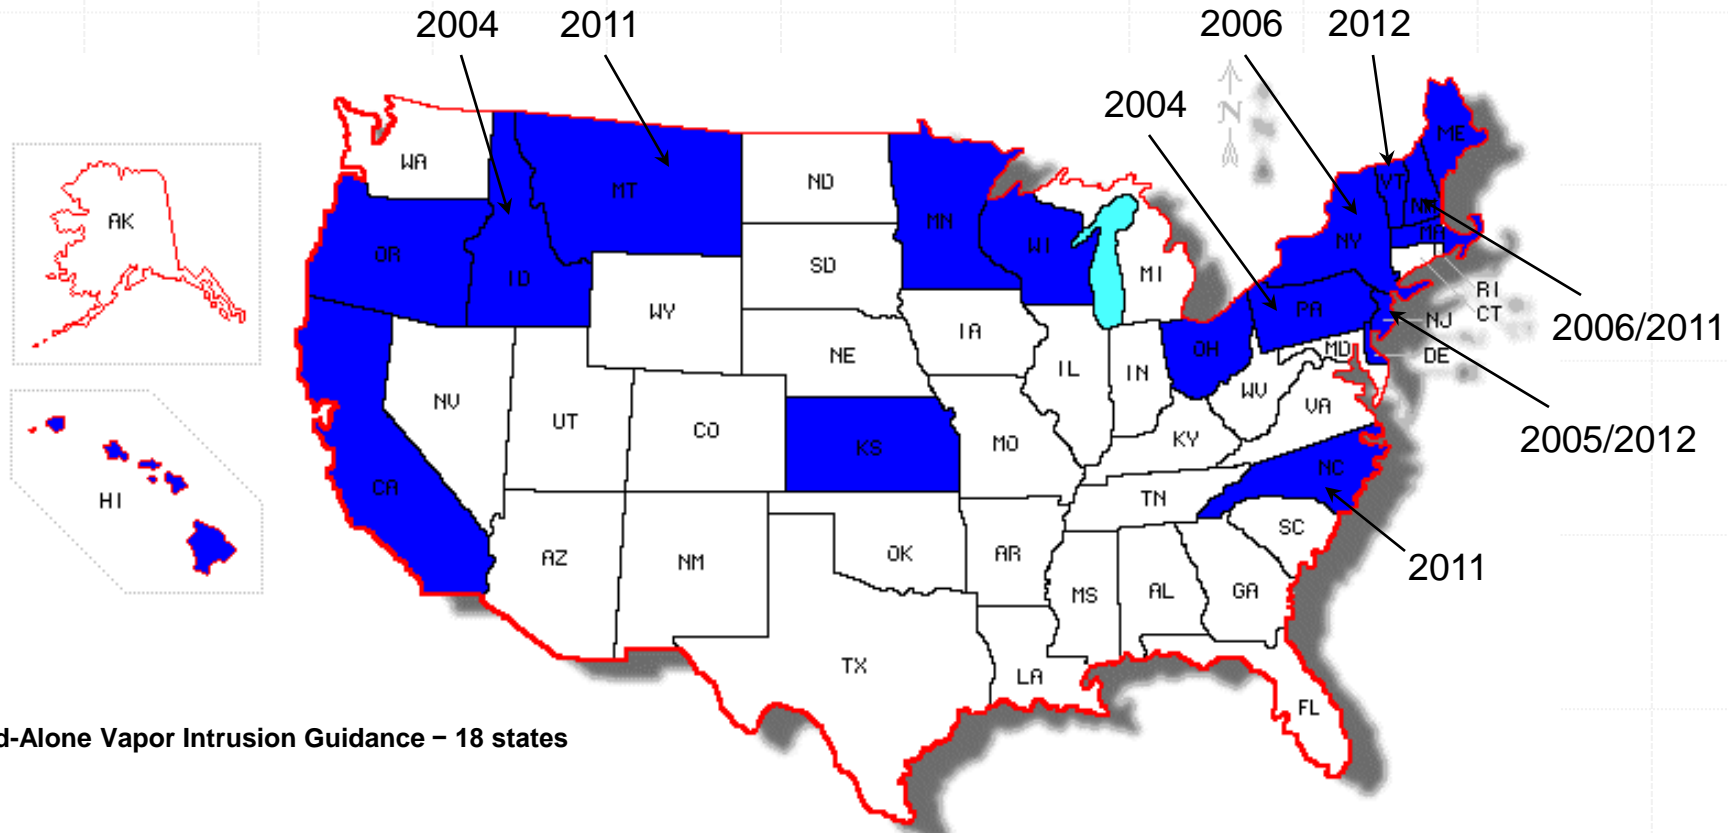 2004
2011
2006
2012
2004
N
ME
WA
MT
ND
VT
MN
NY
MA
OR
ID
SD
WI
MI
AK
WY
PA
RI
CT
NJ
2006/2011
IA
NE
OH
MD
DE
IL
IN
NV
UT
CO
WV
VA
KS
MO
KY
2005/2012
NC
CA
HI
TN
SC
AZ
NM
OK
AR
2011
MS
AL
GA
TX
LA
FL
d-Alone Vapor Intrusion Guidance – 18 states